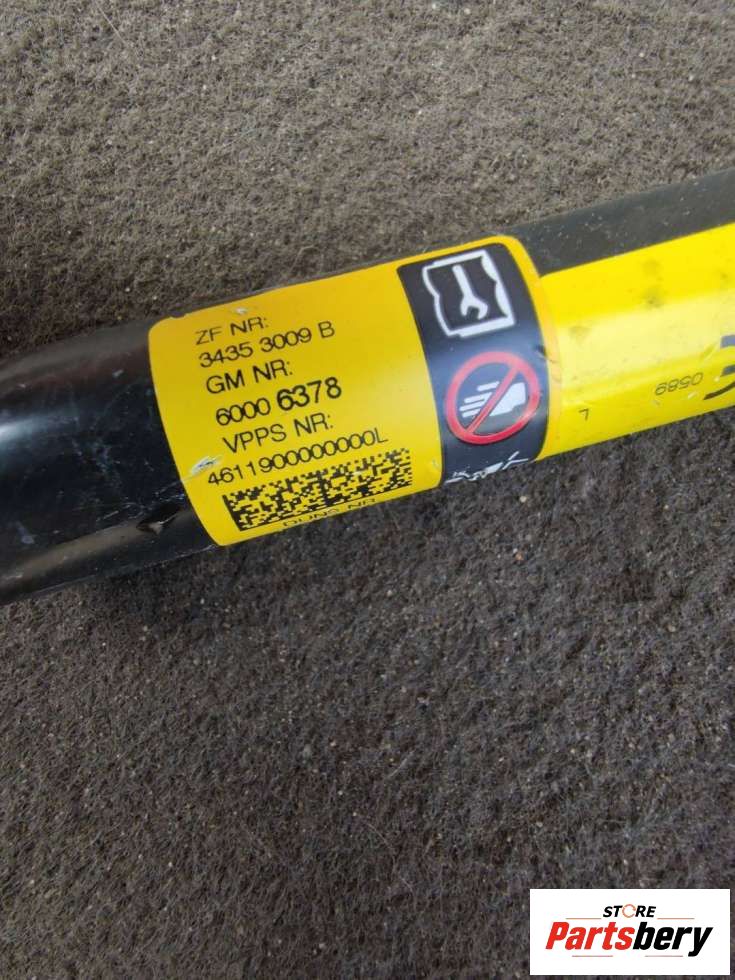 ZF NR:
3435 3009 B
GM NR:
6000 6378
VPPS NR:
4611900000000L
DUNS NR
L
0589
STORE
Partsbery